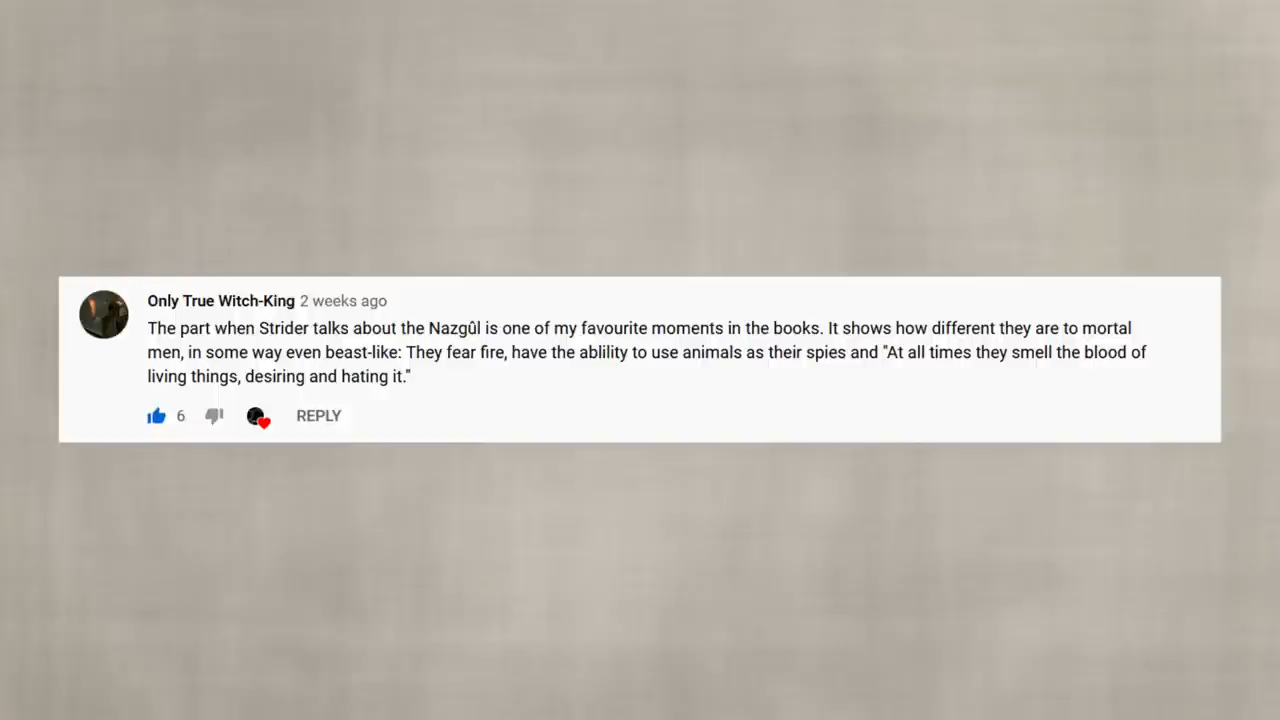 Only True Witch-King 2 weeks ago
The part when Strider talks about the Nazgûl is one of my favourite moments in the books. It shows how different they are to mortal
men, in some way even beast-like: They fear fire, have the ablility to use animals as their spies and "At all times they smell the blood of
living things, desiring and hating it."
6 REPLY